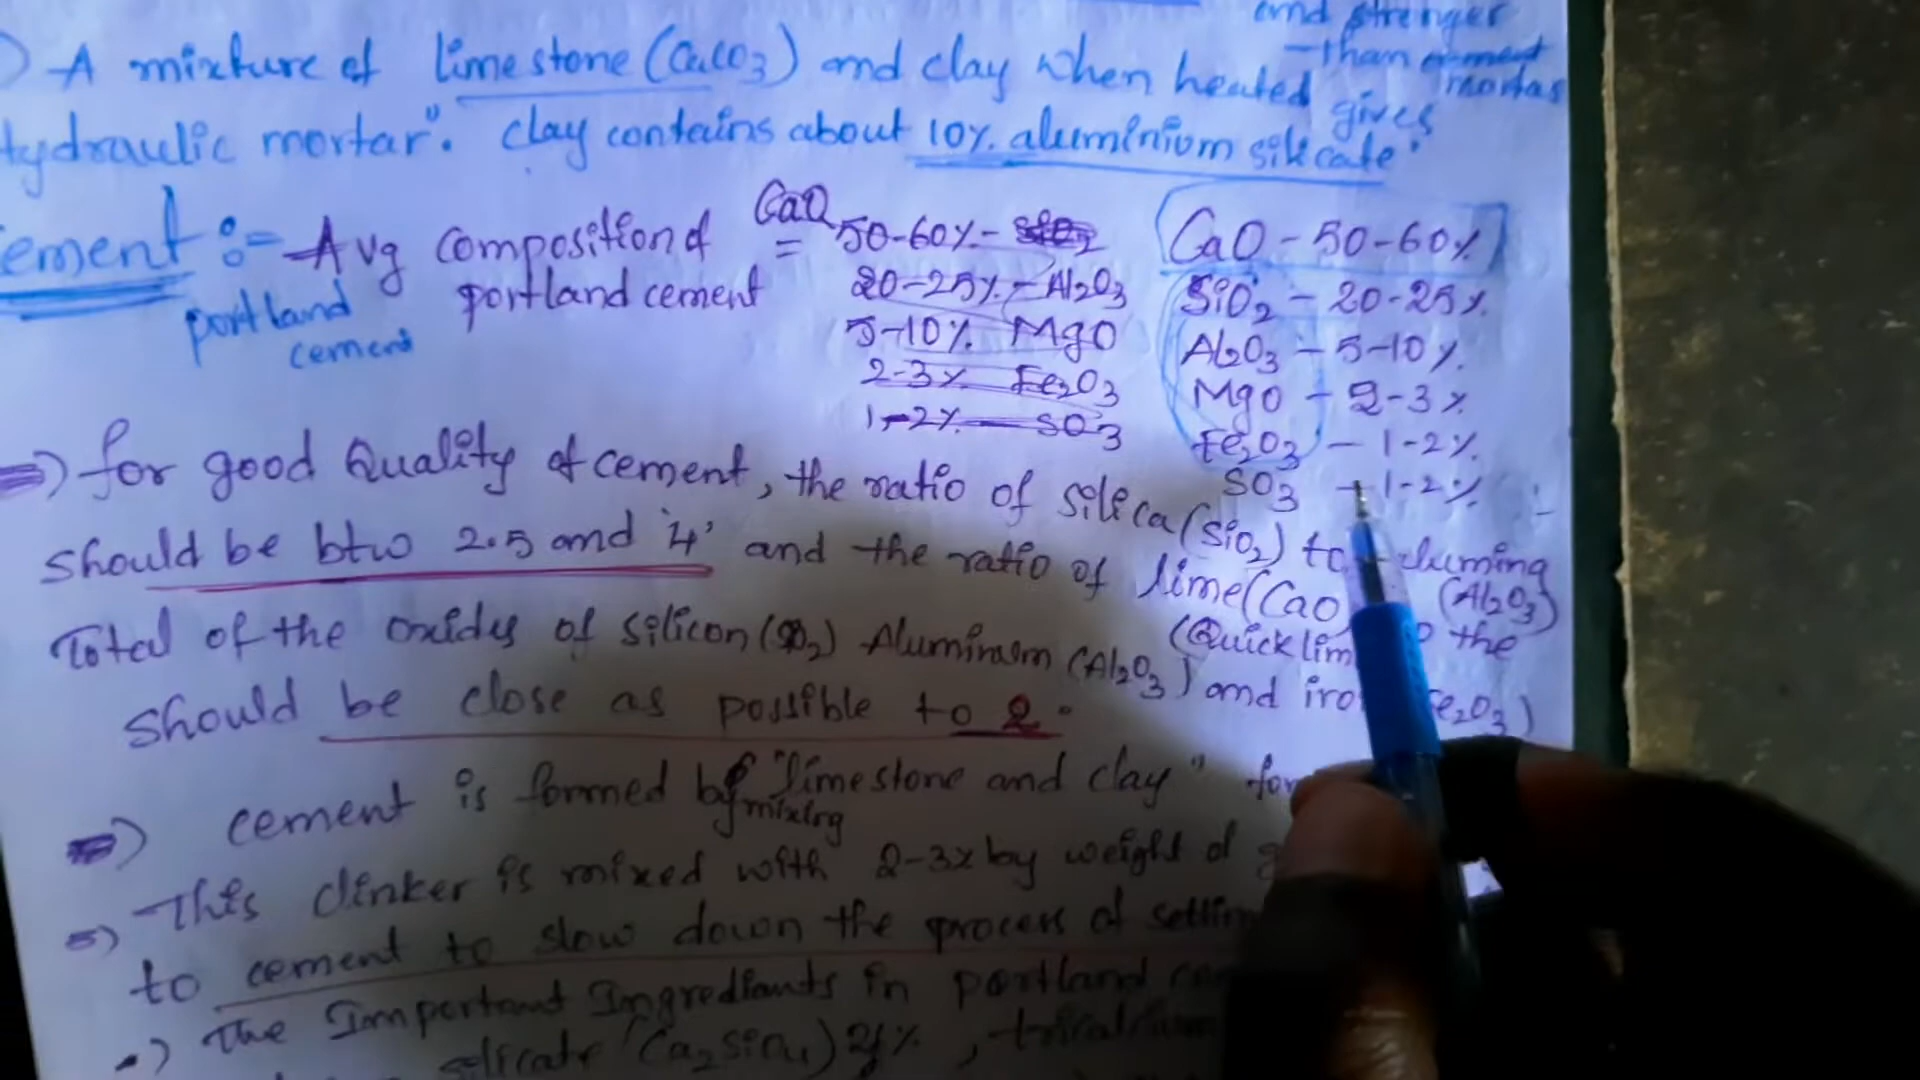 and stronger
than cement
mortar
A mixture of limestone (CaCO3) and clay when heated gives
Hydraulic mortar". clay contains about 10% aluminium silicate"
ement :- Avg composition of portland cement
portland cement
CaO = 50-60% -
20-25% - Al2O3
5-10% MgO
2-3% Fe2O3
1-2% - SO3
CaO - 50-60%
SiO2 - 20-25%
Al2O3 - 5-10%
MgO - 2-3%
Fe2O3 - 1-2%
SO3 - 1-2%
=) for good Quality of cement, the ratio of silica (SiO2) to
(Al2O3)
should be btw 2.5 and '4' and the ratio of lime (CaO the
(Quick lim
Total of the oxides of silicon Aluminum (Al2O3) and
should be close as possible to 2.
=) cement is formed by mixing "limestone and clay"
This clinker is mixed with 2-3% by weight of
=) to cement to slow down the process of
The Important Ingredients in portland
silicate (Ca2SiO4)